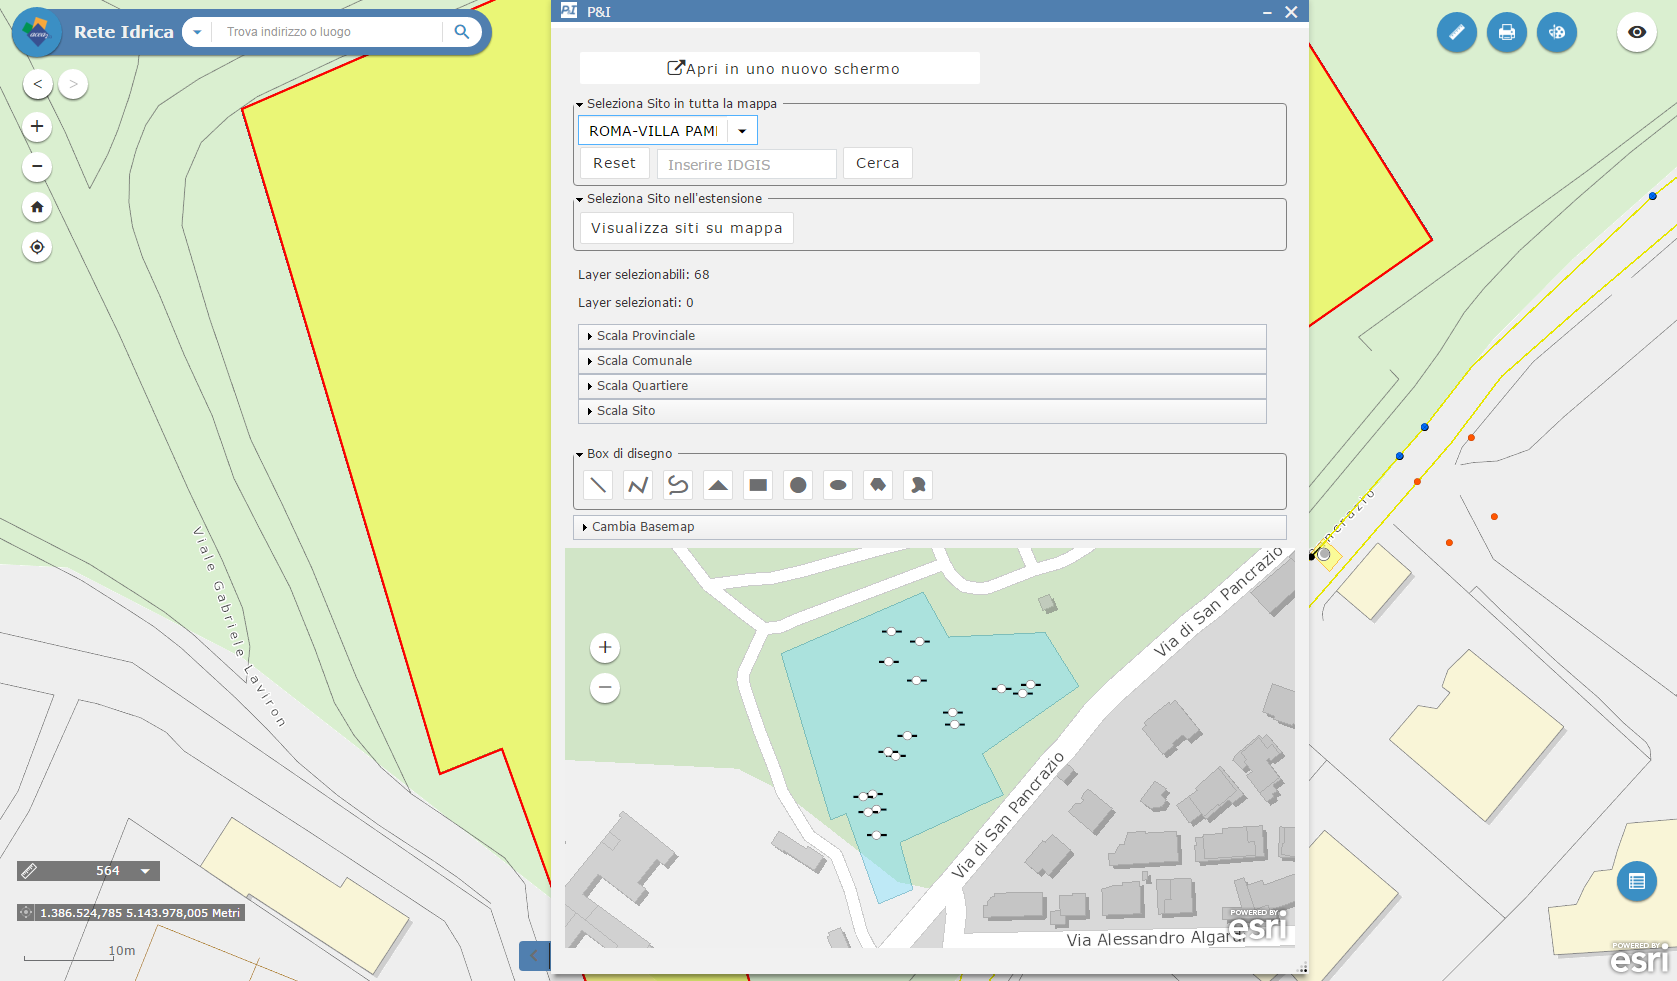 acea
Rete Idrica
Trova indirizzo o luogo
P&I
P&I
Apri in uno nuovo schermo
Seleziona Sito in tutta la mappa
ROMA-VILLA PAM
Reset
Inserire IDGIS
Cerca
Seleziona Sito nell'estensione
Visualizza siti su mappa
Layer selezionabili: 68
Layer selezionati: 0
Scala Provinciale
Scala Comunale
Scala Quartiere
Scala Sito
Box di disegno
Cambia Basemap
Via di San Pancrazio
Via di San Pancrazio
Via Alessandro Algardi
POWERED BY
esri
Viale Gabriele Laviron
ncrazio
564
1.386.524,785 5.143.978,005 Metri
10m
POWERED BY
esri